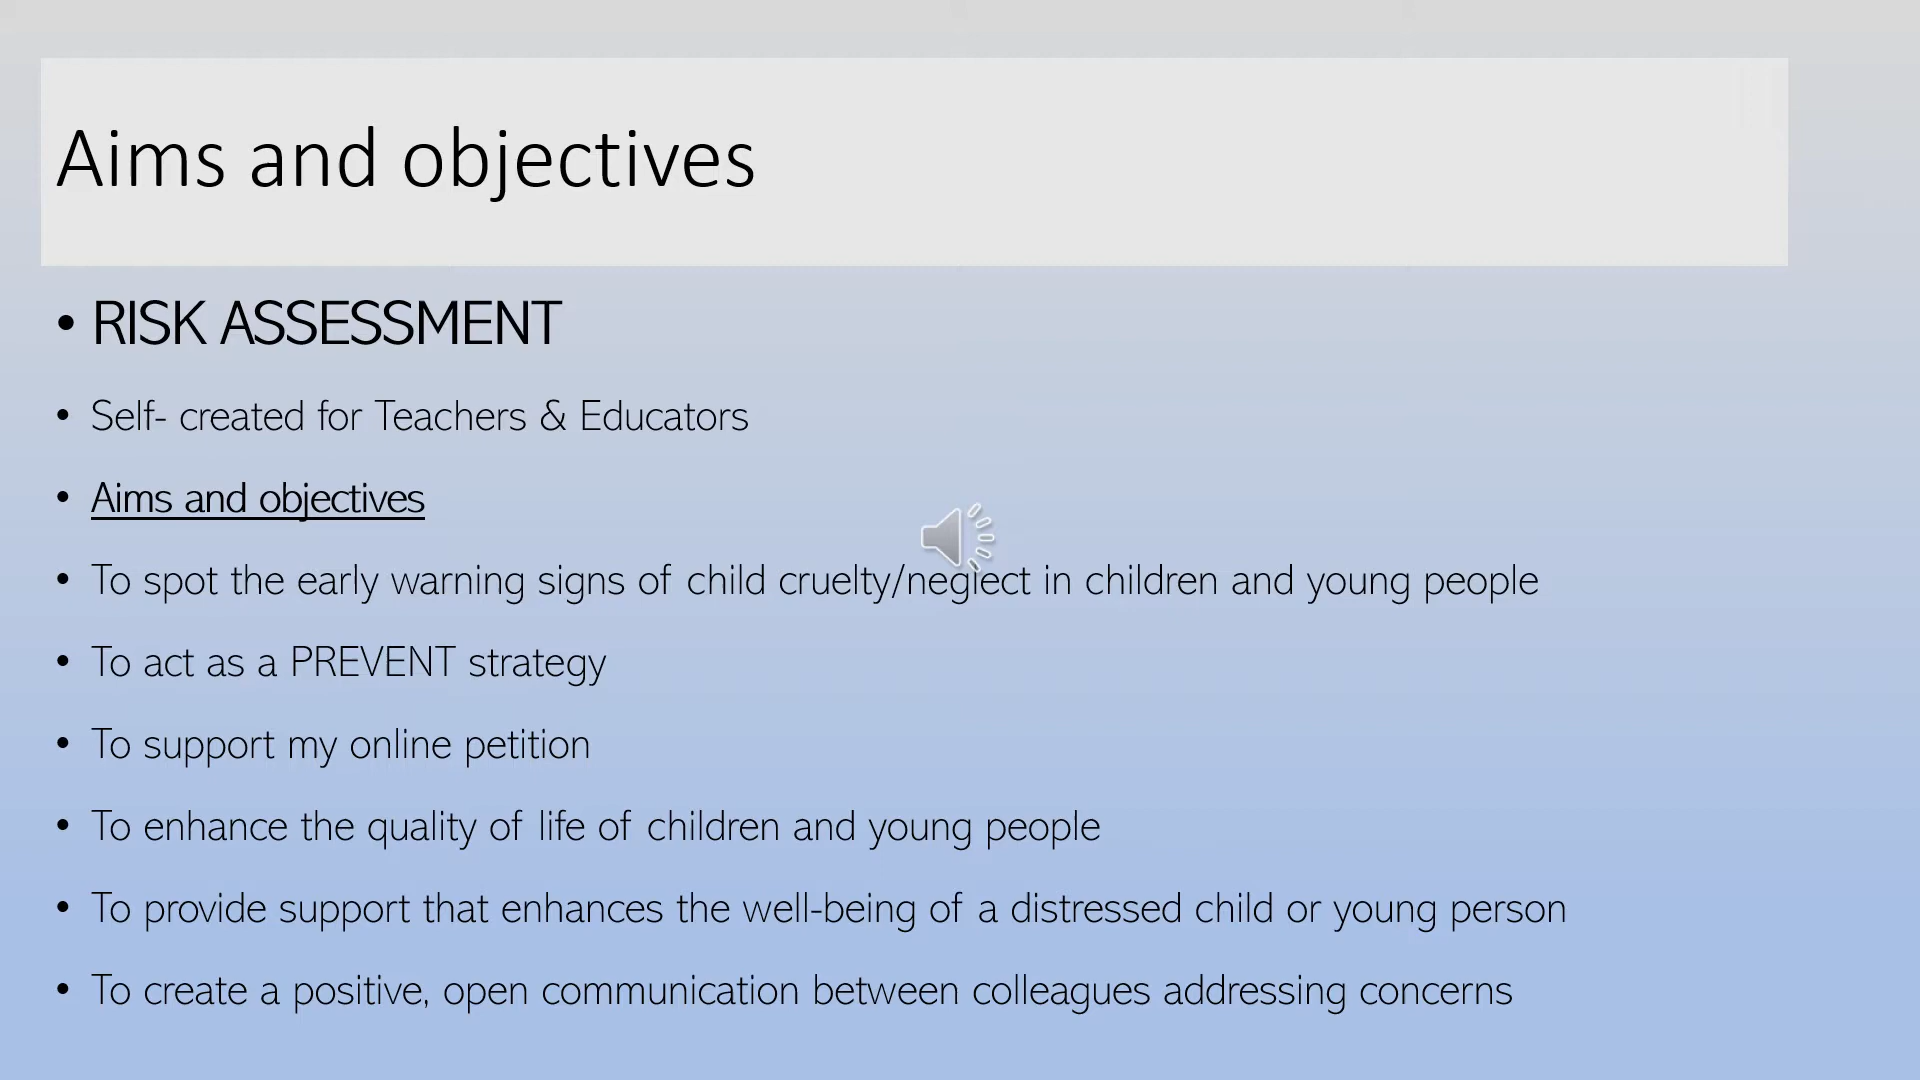 Aims and objectives
• RISK ASSESSMENT
• Self- created for Teachers & Educators
• Aims and objectives
• To spot the early warning signs of child cruelty/neglect in children and young people
• To act as a PREVENT strategy
• To support my online petition
• To enhance the quality of life of children and young people
• To provide support that enhances the well-being of a distressed child or young person
• To create a positive, open communication between colleagues addressing concerns